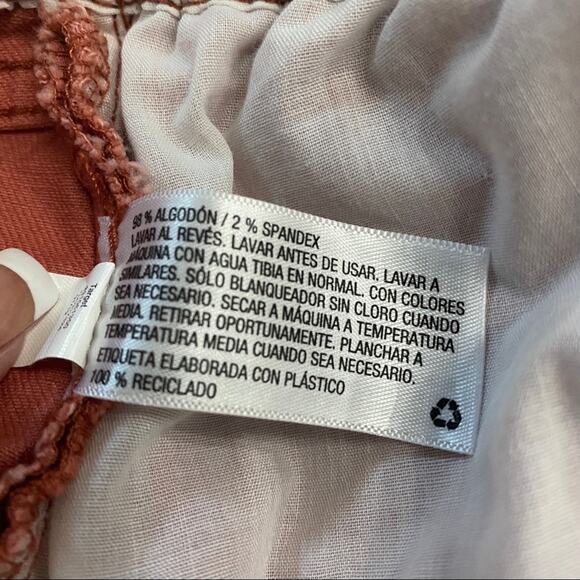 98 % ALGODÓN / 2 % SPANDEX
LAVAR AL REVÉS. LAVAR ANTES DE USAR. LAVAR A
MÁQUINA CON AGUA TIBIA EN NORMAL. CON COLORES
SIMILARES. SÓLO BLANQUEADOR SIN CLORO CUANDO
SEA NECESARIO. SECAR A MÁQUINA A TEMPERATURA
MEDIA. RETIRAR OPORTUNAMENTE. PLANCHAR A
TEMPERATURA MEDIA CUANDO SEA NECESARIO.
ETIQUETA ELABORADA CON PLÁSTICO
100 % RECICLADO
Target